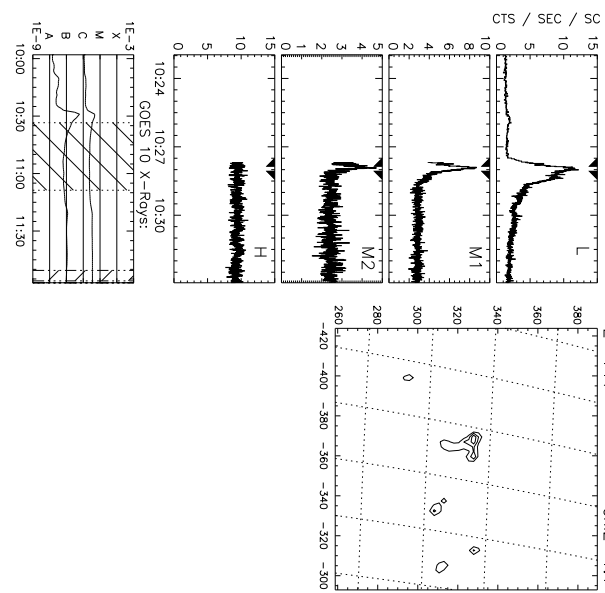 CTS / SEC / SC
0 5 10 15
L
0 2 4 6 8 10
M1
0 1 2 3 4 5
M2
0 5 10 15
H
10:24 10:27 10:30
GOES 10 X-Rays:
1E-3
X
M
C
B
A
1E-9
10:00 10:30 11:00 11:30
260 280 300 320 340 360 380
-420 -400 -380 -360 -340 -320 -300